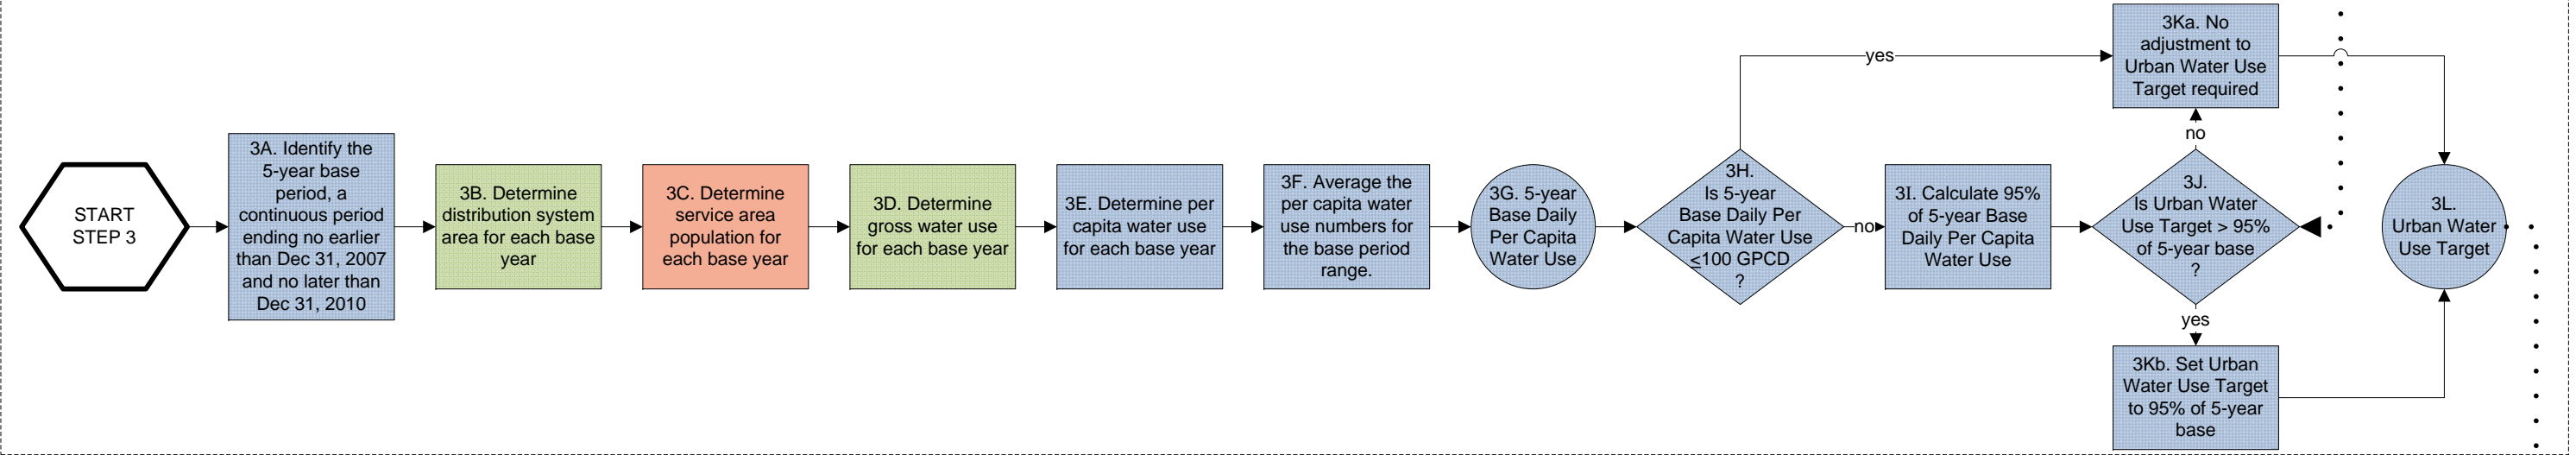 START
STEP 3
3A. Identify the
5-year base
period, a
continuous period
ending no earlier
than Dec 31, 2007
and no later than
Dec 31, 2010
3B. Determine
distribution system
area for each base
year
3C. Determine
service area
population for
each base year
3D. Determine
gross water use
for each base year
3E. Determine per
capita water use
for each base year
3F. Average the
per capita water
use numbers for
the base period
range.
3G. 5-year
Base Daily
Per Capita
Water Use
3H.
Is 5-year
Base Daily Per
Capita Water Use
≤100 GPCD
?
yes
no
3I. Calculate 95%
of 5-year Base
Daily Per Capita
Water Use
3J.
Is Urban Water
Use Target > 95%
of 5-year base
?
no
3Ka. No
adjustment to
Urban Water Use
Target required
yes
3Kb. Set Urban
Water Use Target
to 95% of 5-year
base
3L.
Urban Water
Use Target